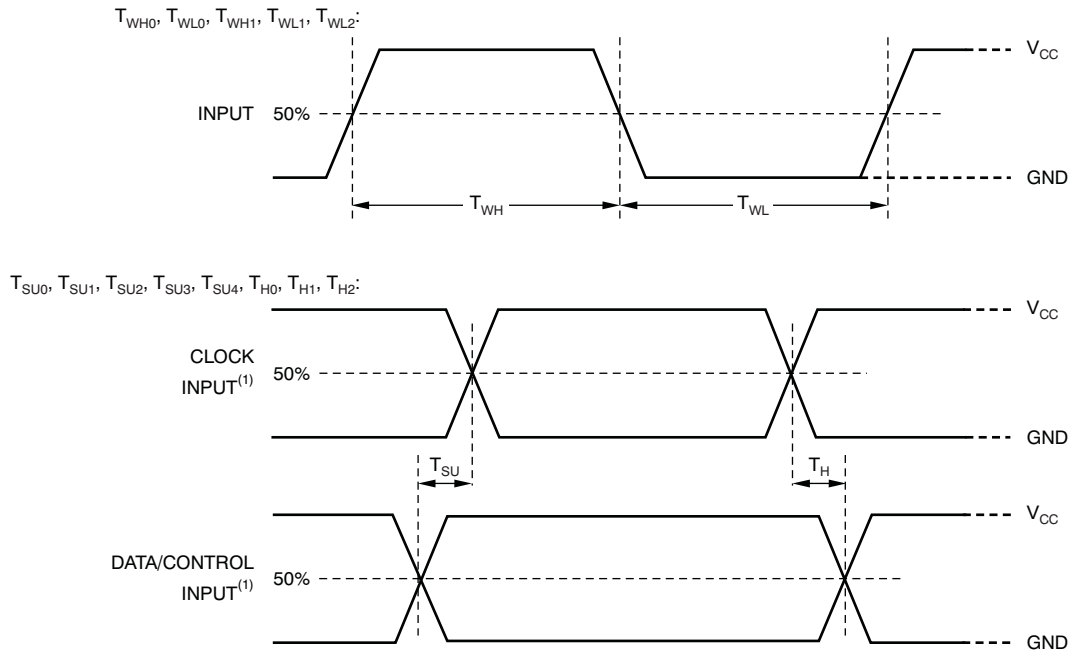 T_WH0, T_WL0, T_WH1, T_WL1, T_WL2:
V_CC
INPUT 50%
GND
T_WH T_WL
T_SU0, T_SU1, T_SU2, T_SU3, T_SU4, T_H0, T_H1, T_H2:
V_CC
CLOCK
INPUT(1) 50%
GND
T_SU T_H
V_CC
DATA/CONTROL
INPUT(1) 50%
GND